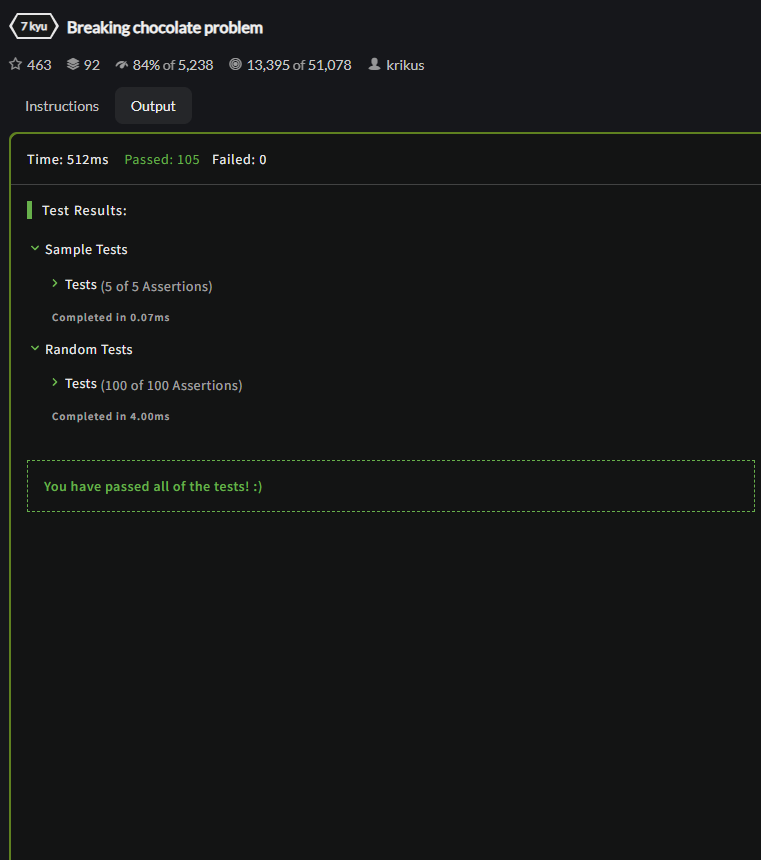 7 kyu Breaking chocolate problem
463 92 84% of 5,238 13,395 of 51,078 krikus
Instructions Output
Time: 512ms Passed: 105 Failed: 0
Test Results:
Sample Tests
Tests (5 of 5 Assertions)
Completed in 0.07ms
Random Tests
Tests (100 of 100 Assertions)
Completed in 4.00ms
You have passed all of the tests! :)